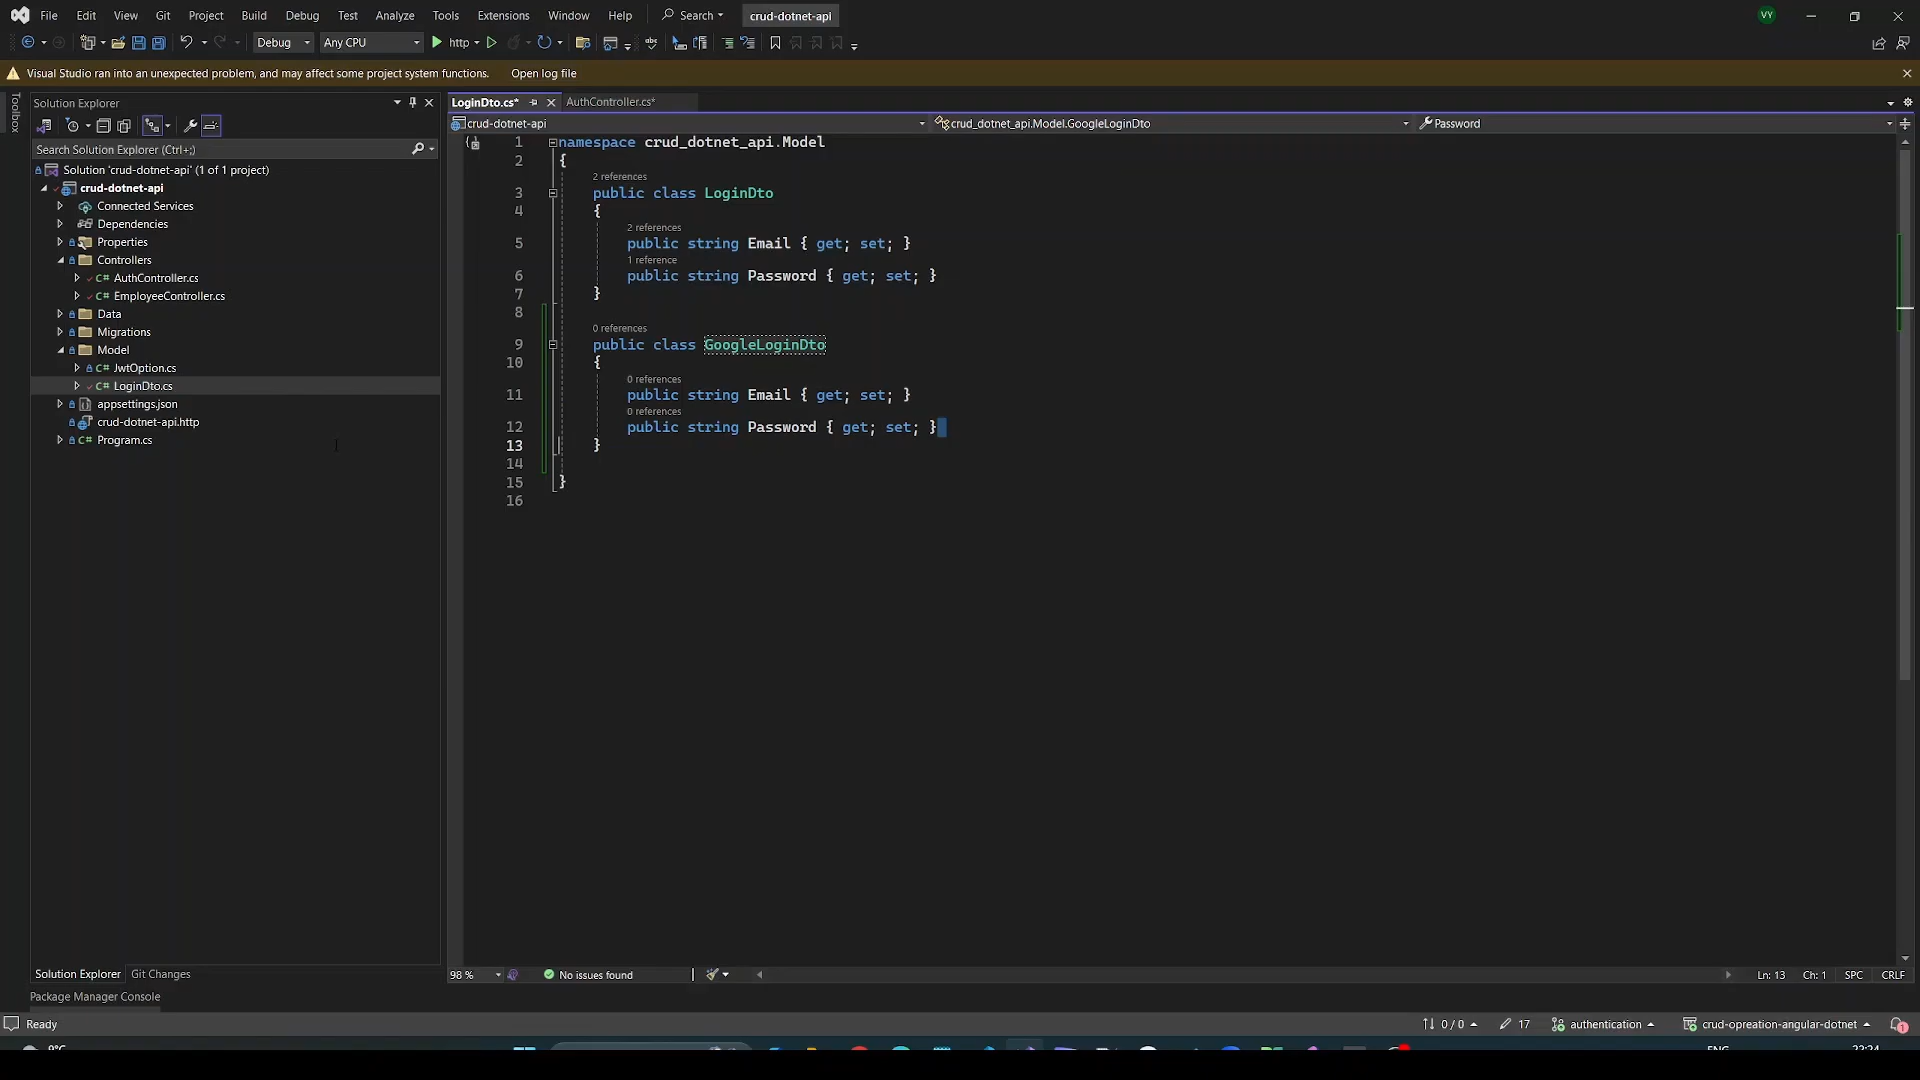 File Edit View Git Project Build Debug Test Analyze Tools Extensions Window Help Search crud-dotnet-api VY
Debug Any CPU http
Visual Studio ran into an unexpected problem, and may affect some project system functions. Open log file
Toolbox
Solution Explorer
Search Solution Explorer (Ctrl+;)
Solution 'crud-dotnet-api' (1 of 1 project)
crud-dotnet-api
Connected Services
Dependencies
Properties
Controllers
C# AuthController.cs
C# EmployeeController.cs
Data
Migrations
Model
C# JwtOption.cs
C# LoginDto.cs
appsettings.json
crud-dotnet-api.http
C# Program.cs
LoginDto.cs* AuthController.cs*
crud-dotnet-api crud_dotnet_api.Model.GoogleLoginDto Password
1 namespace crud_dotnet_api.Model
2 {
2 references
3 public class LoginDto
4 {
2 references
5 public string Email { get; set; }
1 reference
6 public string Password { get; set; }
7 }
8
0 references
9 public class GoogleLoginDto
10 {
0 references
11 public string Email { get; set; }
0 references
12 public string Password { get; set; }
13 }
14
15 }
16
98 % No issues found Ln: 13 Ch: 1 SPC CRLF
Solution Explorer Git Changes
Package Manager Console
Ready 0 / 0 17 authentication crud-opreation-angular-dotnet 1